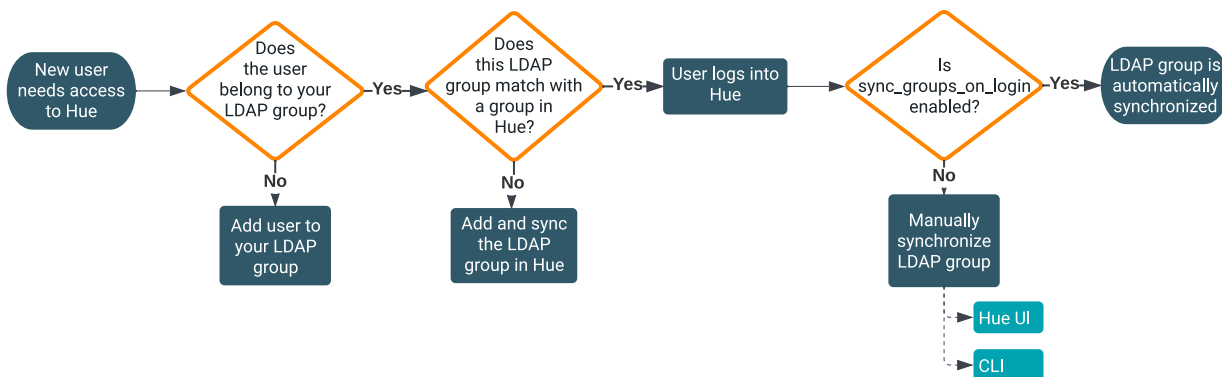 New user
needs access
to Hue
Does
the user
belong to your
LDAP group?
Yes
No
Add user to
your LDAP
group
Does
this LDAP
group match with
a group in
Hue?
Yes
No
Add and sync
the LDAP
group in Hue
User logs into
Hue
Is
sync_groups_on_login
enabled?
Yes
LDAP group is
automatically
synchronized
No
Manually
synchronize
LDAP group
Hue UI
CLI